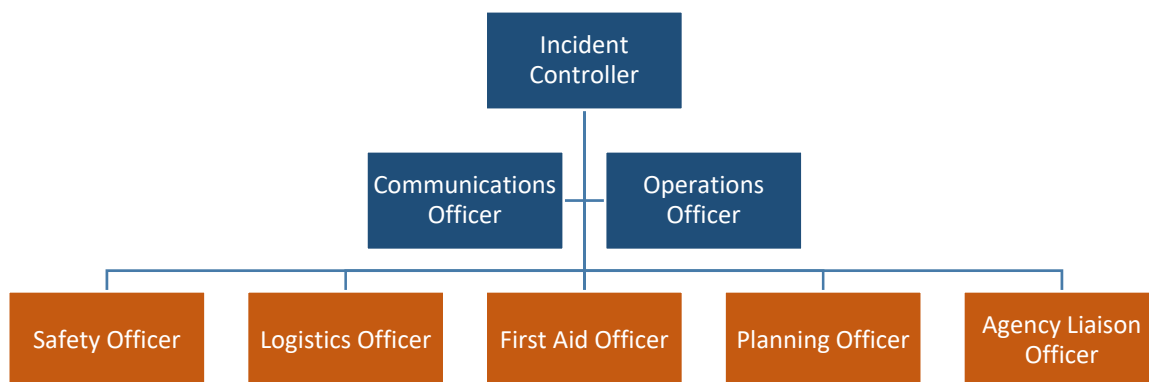 Incident
Controller
Communications
Officer
Operations
Officer
Safety Officer
Logistics Officer
First Aid Officer
Planning Officer
Agency Liaison
Officer